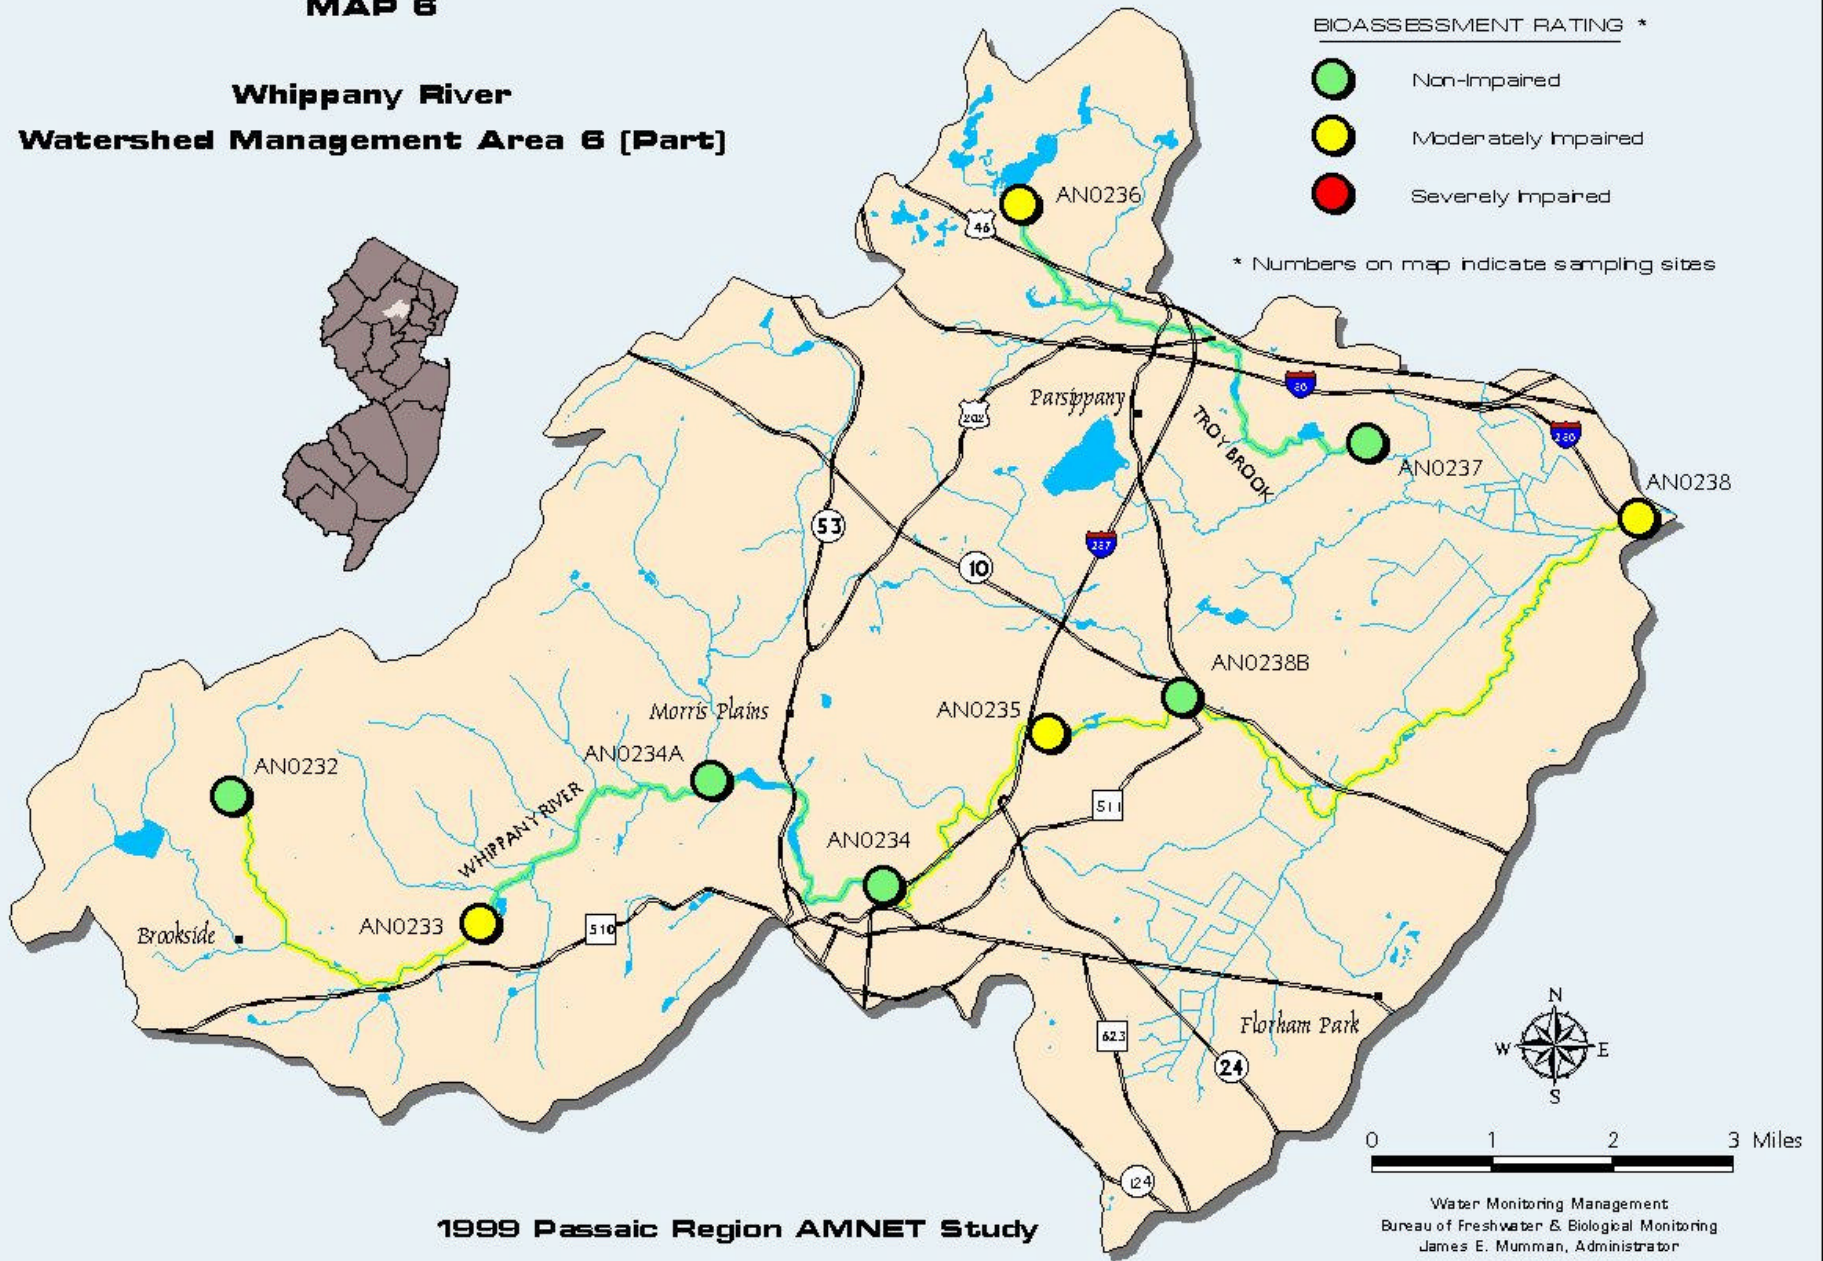 MAP 6
Whippany River
Watershed Management Area 6 [Part]
BIOASSESSMENT RATING *
Non-Impaired
Moderately Impaired
Severely Impaired
* Numbers on map indicate sampling sites
AN0236
46
80
Parsippany
202
TROY BROOK
AN0237
280
AN0238
53
287
10
AN0238B
Morris Plains
AN0235
AN0234A
AN0232
WHIPPANY RIVER
511
AN0234
AN0233
510
Brookside
Florham Park
623
24
124
N
W
E
S
0 1 2 3 Miles
Water Monitoring Management
Bureau of Freshwater & Biological Monitoring
James E. Mumman, Administrator
1999 Passaic Region AMNET Study